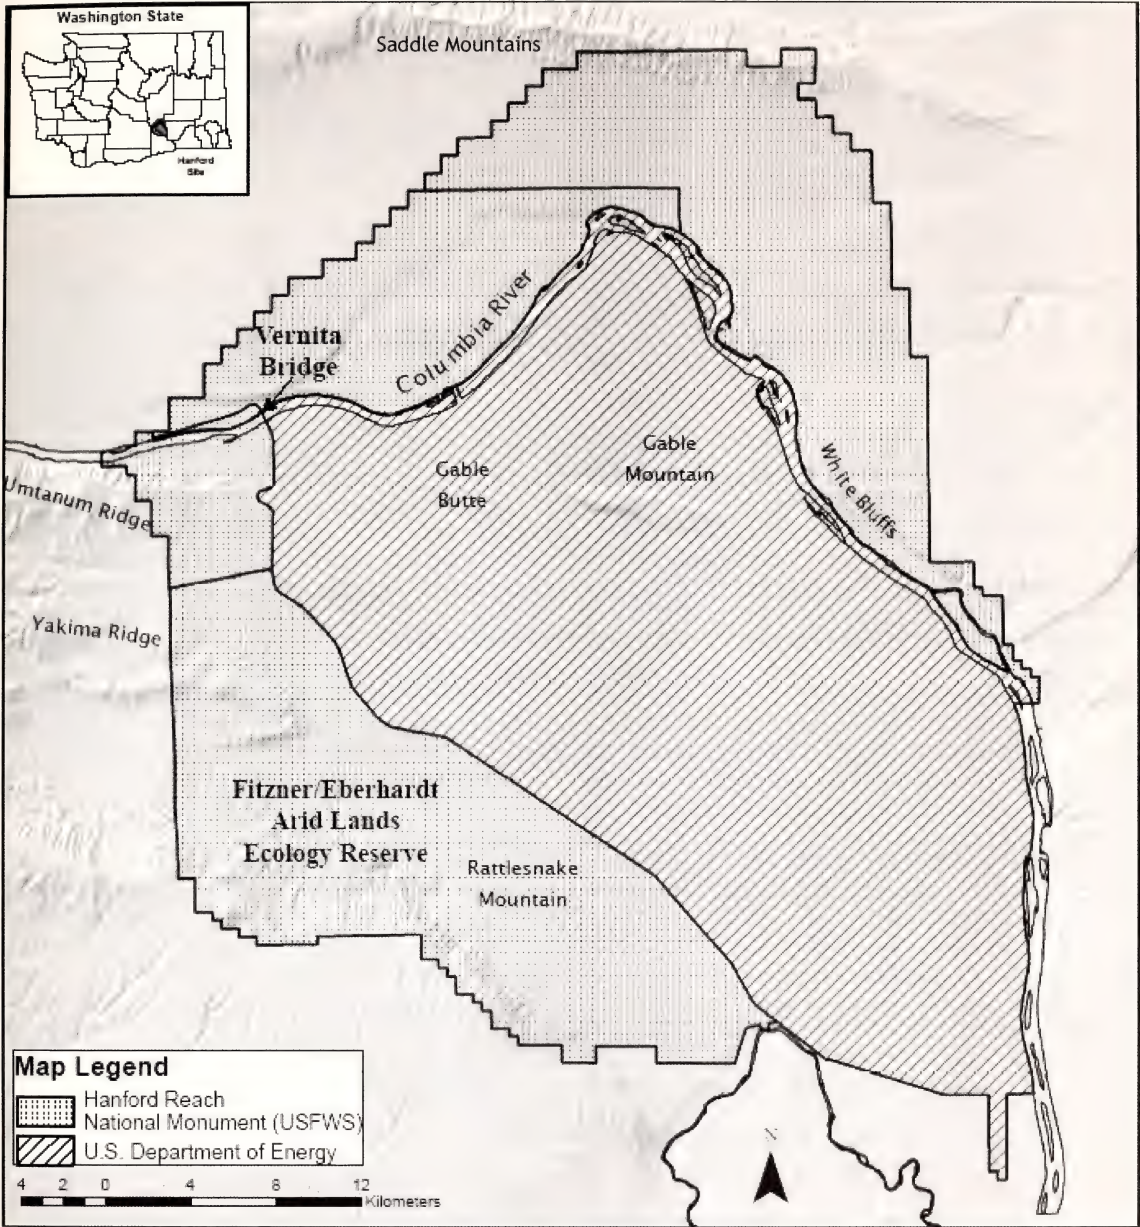 Washington State
Hanford
Site
Saddle Mountains
Vernita
Bridge
Columbia River
Gable
Butte
Gable
Mountain
White Bluffs
Umtanum Ridge
Yakima Ridge
Fitzner/Eberhardt
Arid Lands
Ecology Reserve
Rattlesnake
Mountain
Map Legend
Hanford Reach
National Monument (USFWS)
U.S. Department of Energy
4 2 0 4 8 12
Kilometers
N